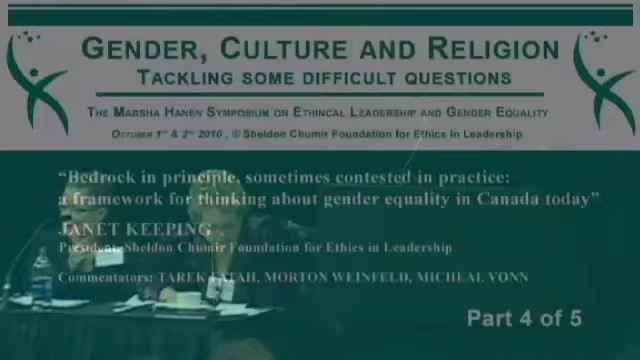 GENDER, CULTURE AND RELIGION
TACKLING SOME DIFFICULT QUESTIONS
THE MARSHA HANEN SYMPOSIUM ON ETHINCAL LEADERSHIP AND GENDER EQUALITY
OCTOBER 1ST & 2ND 2010, © Sheldon Chumir Foundation for Ethics in Leadership
“Bedrock in principle, sometimes contested in practice:
a framework for thinking about gender equality in Canada today”
JANET KEEPING
President, Sheldon Chumir Foundation for Ethics in Leadership
Commentators: TAREK FATAH, MORTON WEINFELD, MICHEAL VONN
Part 4 of 5